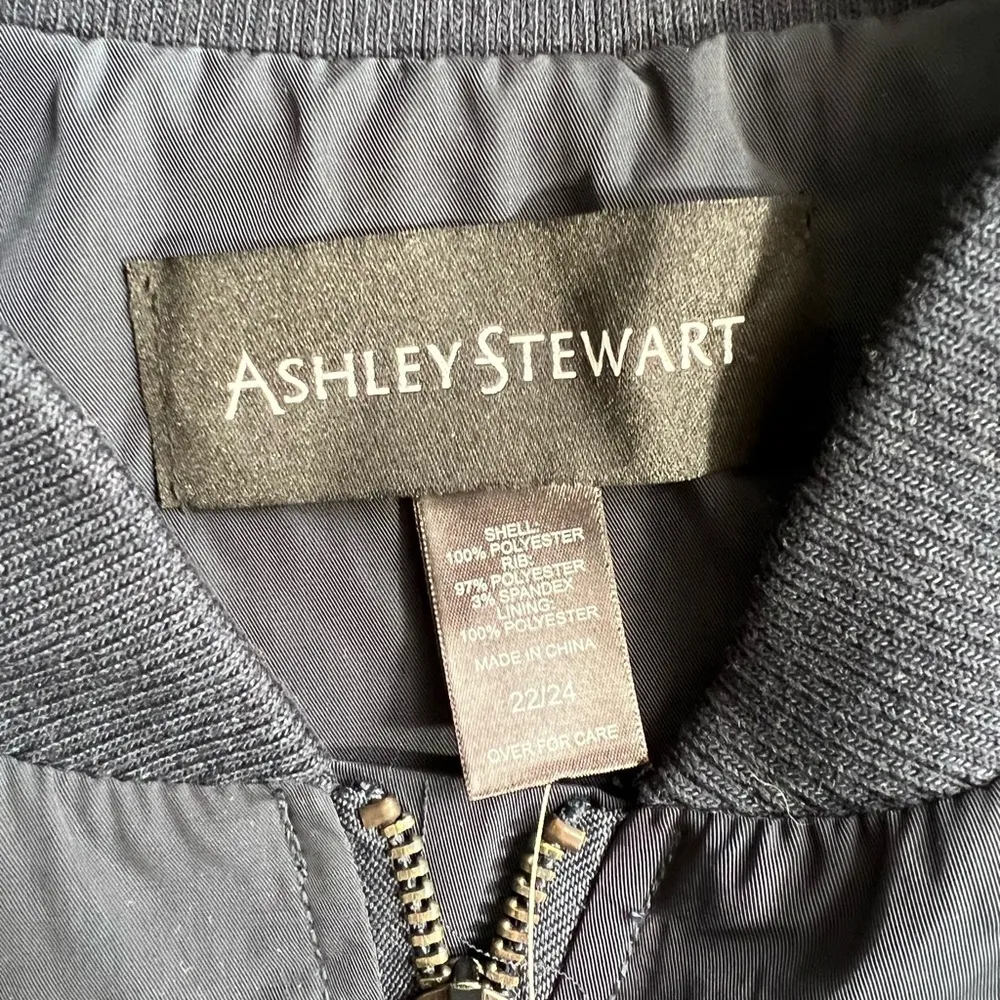 ASHLEY STEWART
SHELL:
100% POLYESTER
RIB:
97% POLYESTER
3% SPANDEX
LINING:
100% POLYESTER
MADE IN CHINA
22/24
OVER FOR CARE